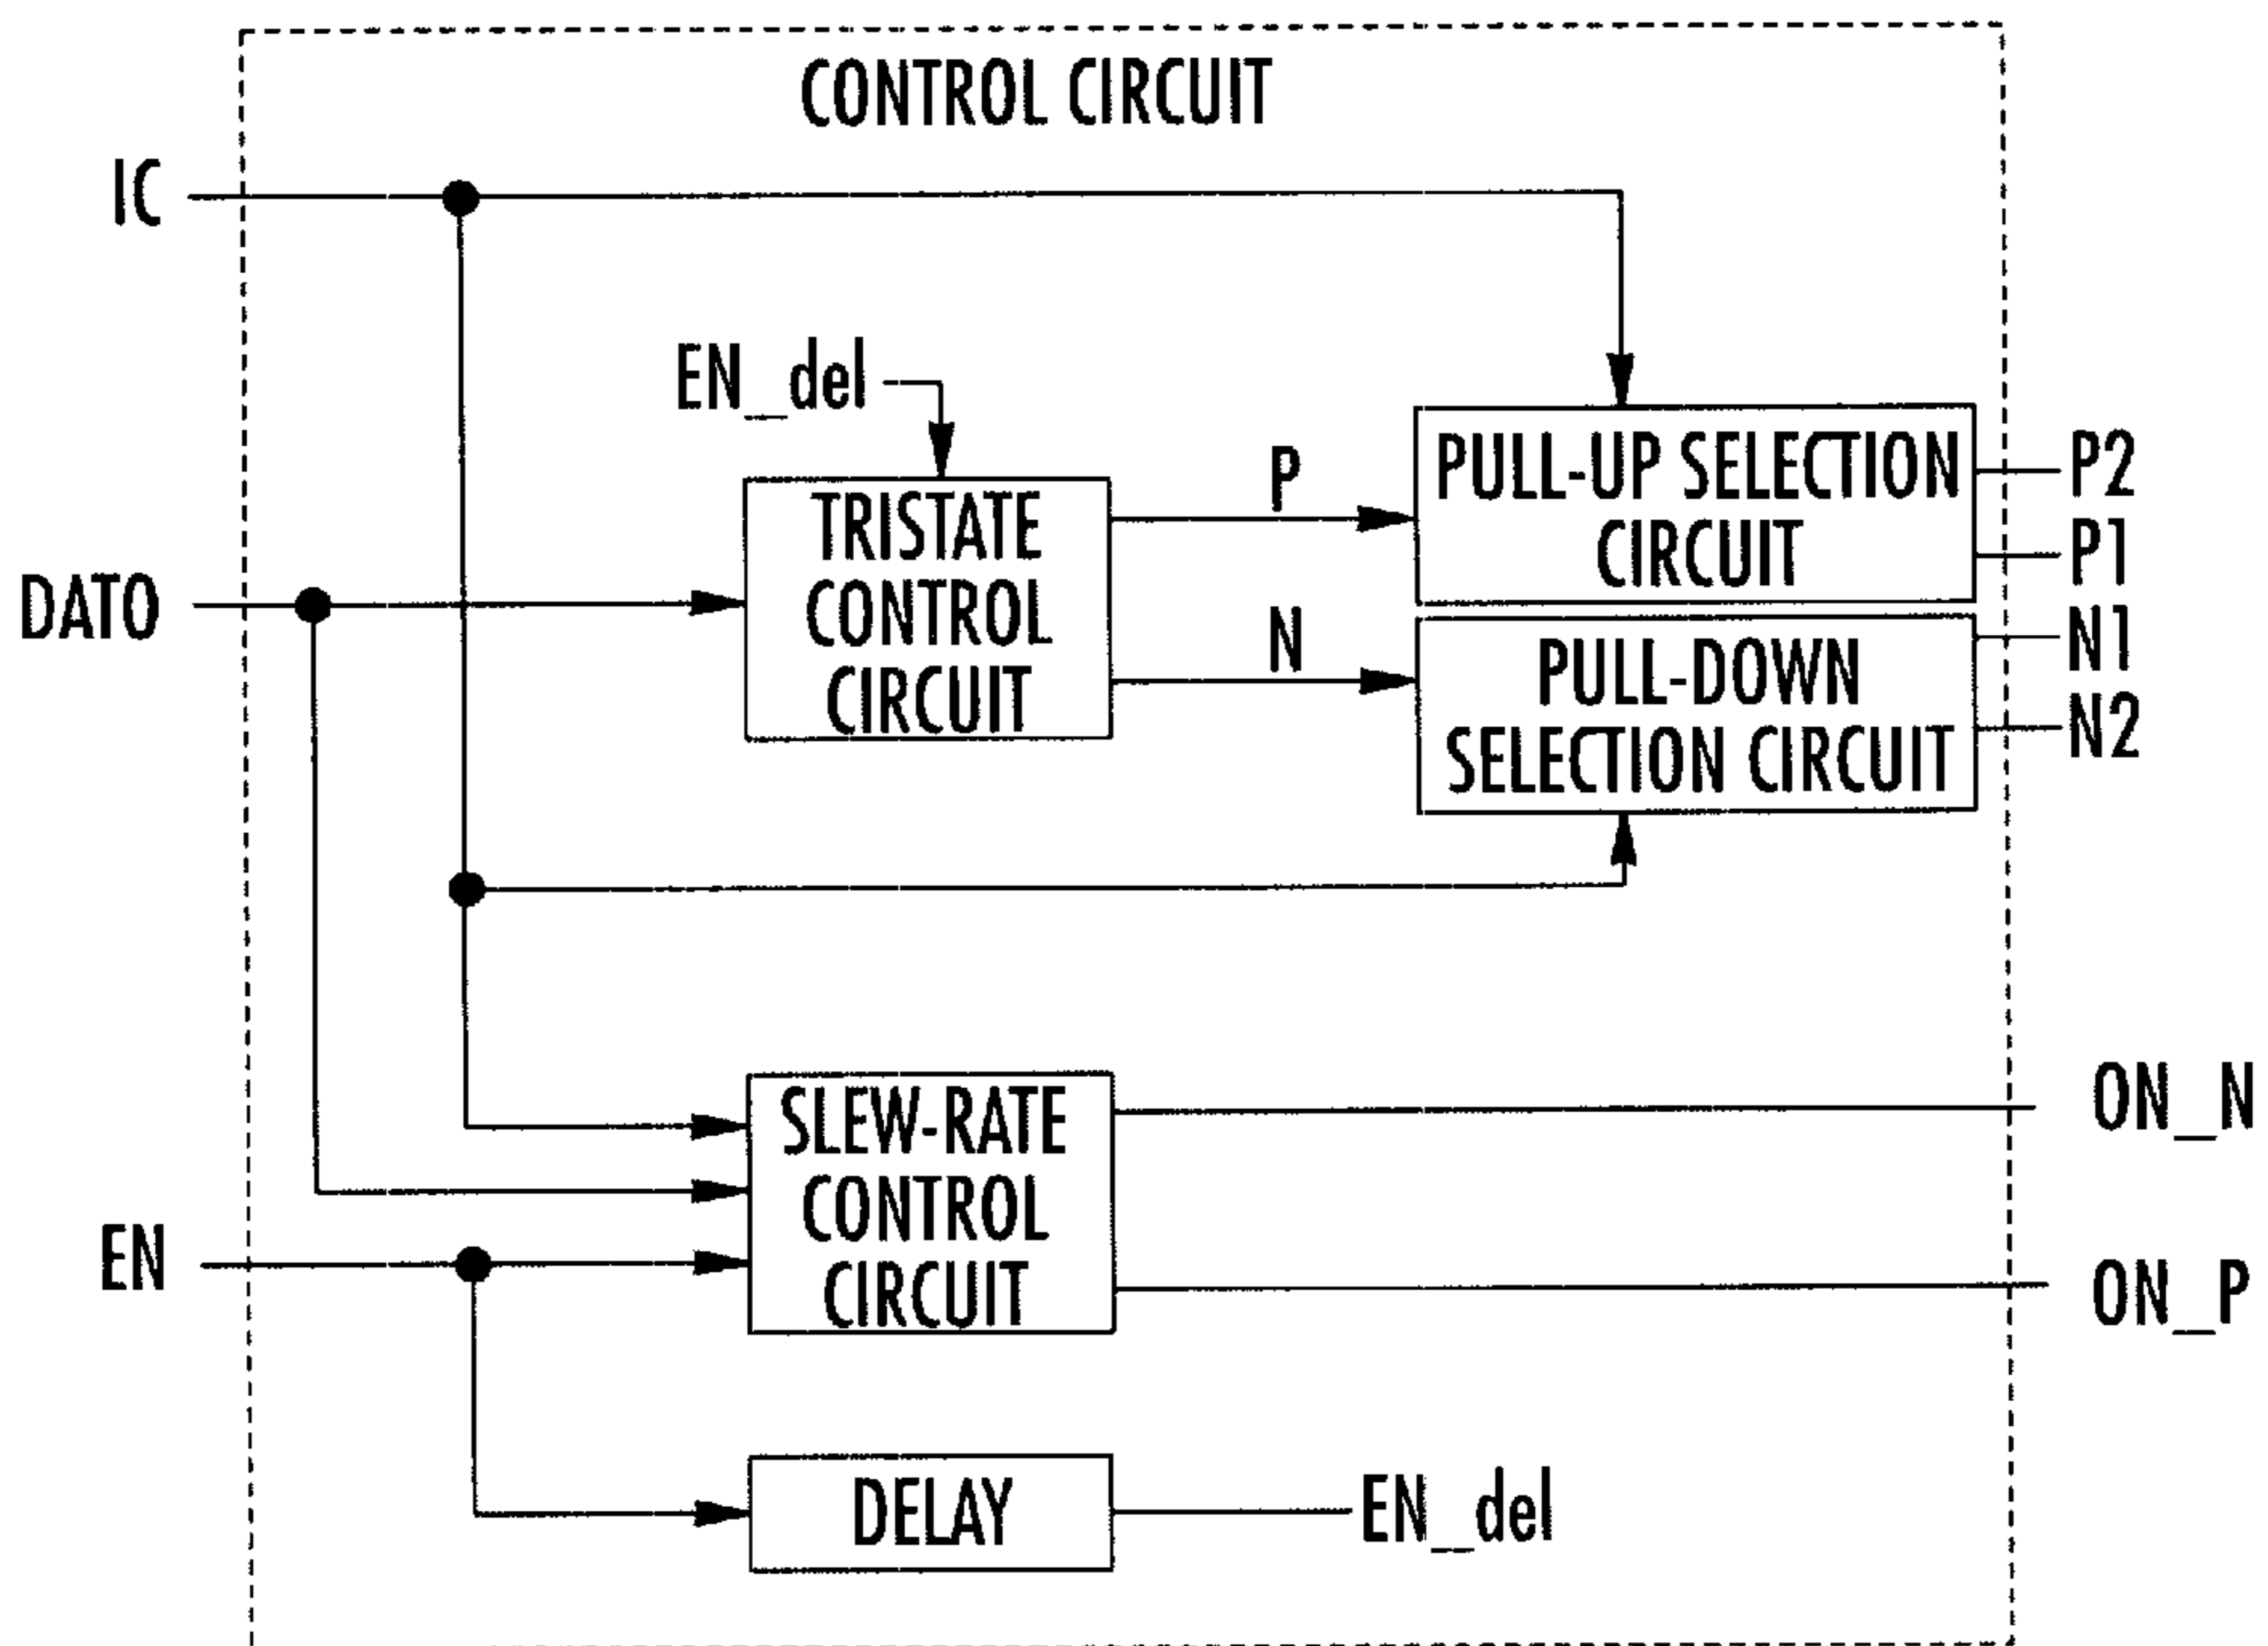 CONTROL CIRCUIT
IC
EN_del
P
PULL-UP SELECTION
CIRCUIT
P2
P1
TRISTATE
CONTROL
CIRCUIT
DATO
N
PULL-DOWN
SELECTION CIRCUIT
N1
N2
SLEW-RATE
CONTROL
CIRCUIT
ON_N
EN
ON_P
DELAY
EN_del